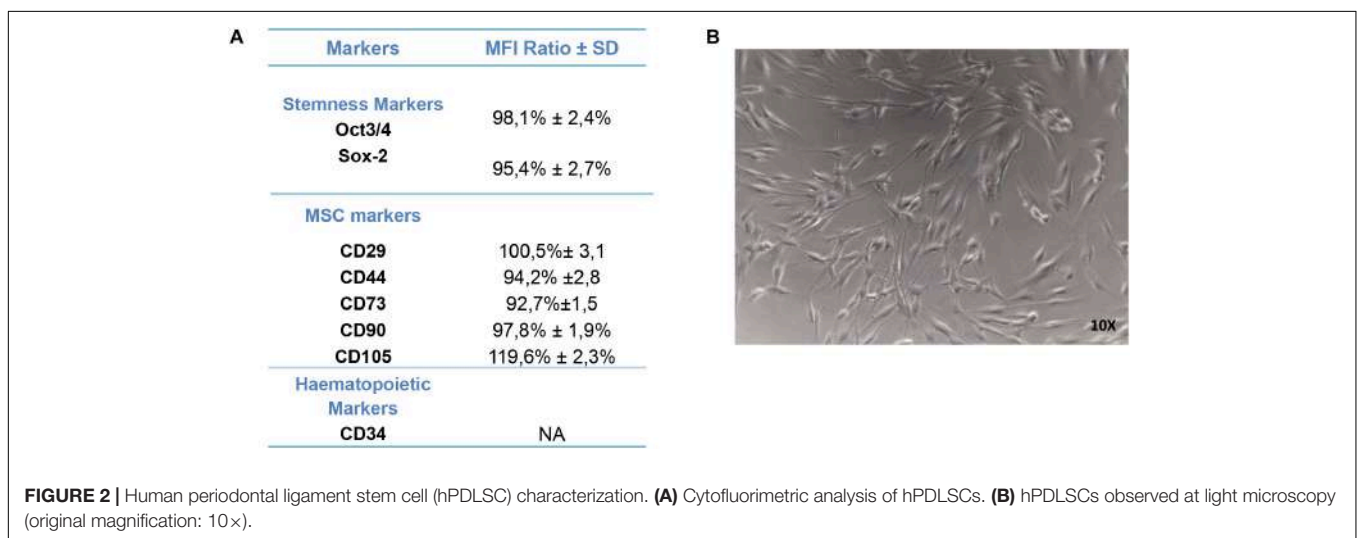 A
Markers MFI Ratio ± SD
Stemness Markers
Oct3/4 98,1% ± 2,4%
Sox-2 95,4% ± 2,7%
MSC markers
CD29 100,5%± 3,1
CD44 94,2% ±2,8
CD73 92,7%±1,5
CD90 97,8% ± 1,9%
CD105 119,6% ± 2,3%
Haematopoietic
Markers
CD34 NA
B
10X
FIGURE 2 | Human periodontal ligament stem cell (hPDLSC) characterization. (A) Cytofluorimetric analysis of hPDLSCs. (B) hPDLSCs observed at light microscopy
(original magnification: 10×).